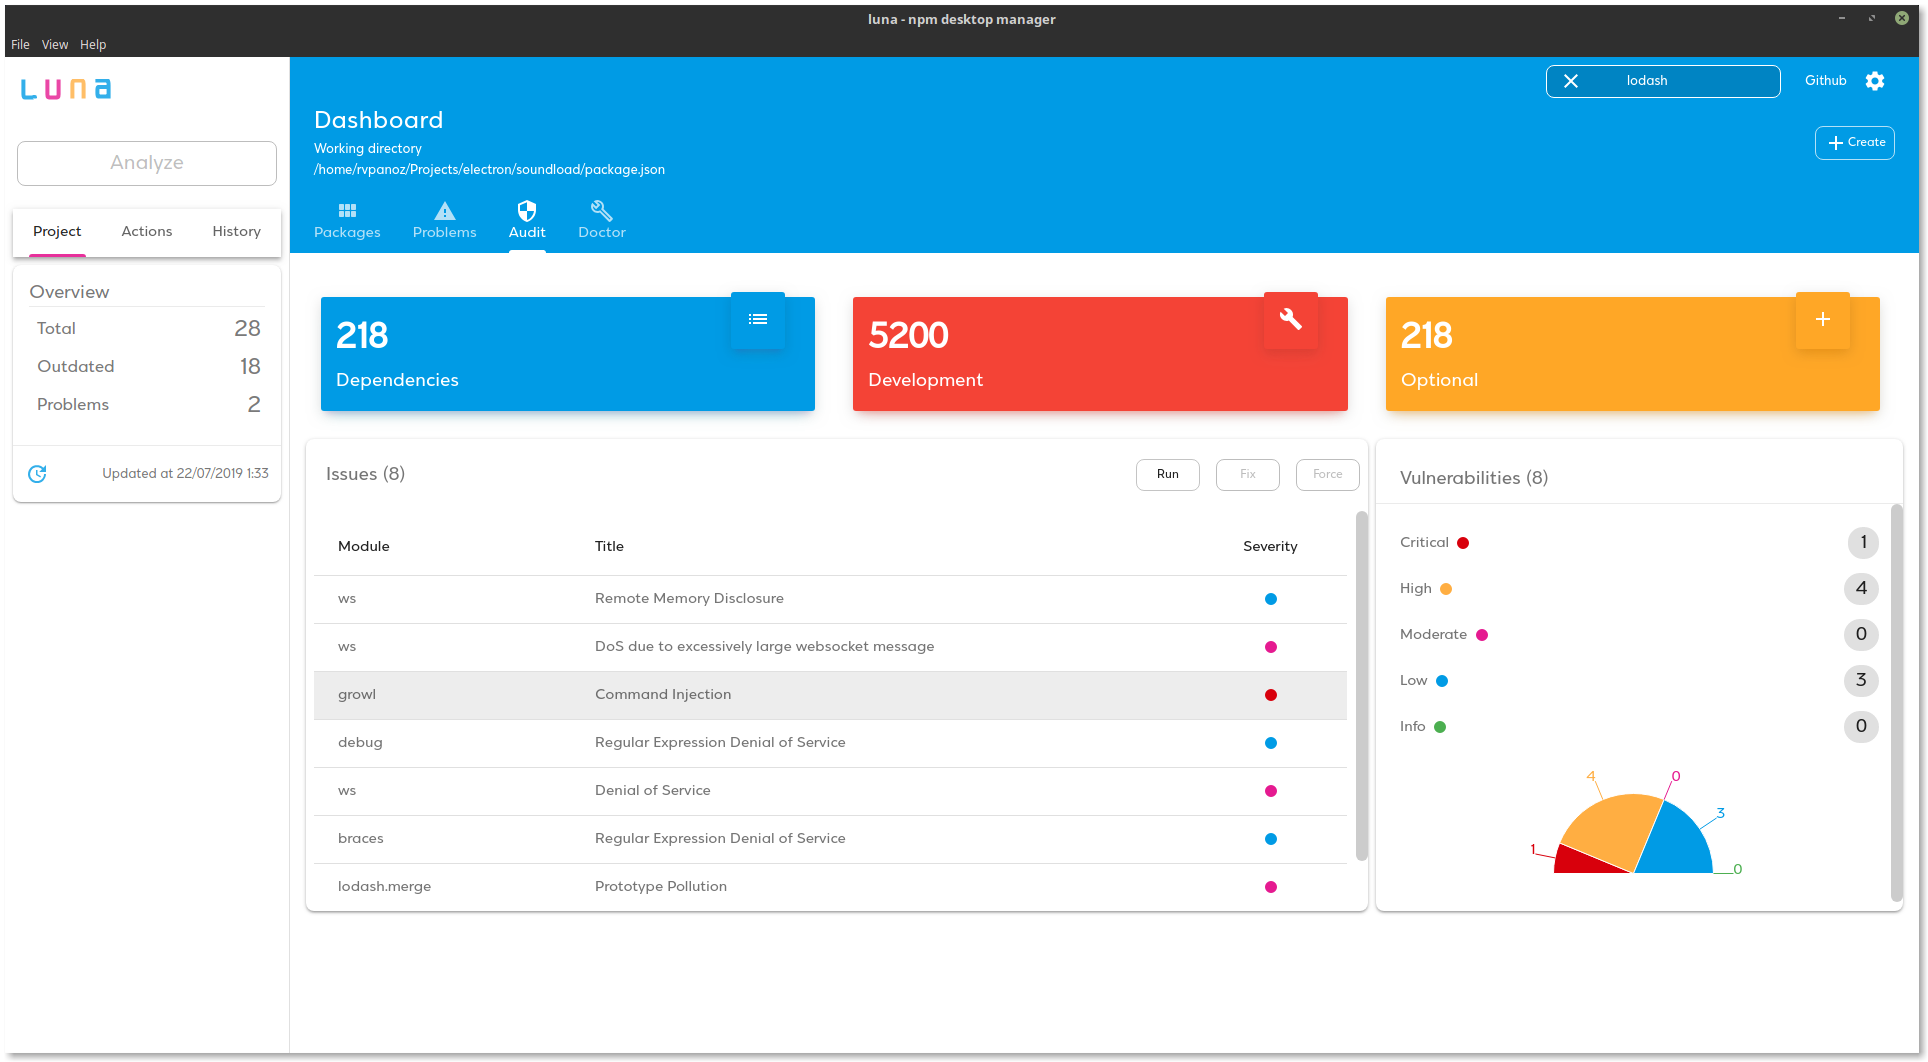 luna - npm desktop manager
File View Help
Luna
lodash
Github
Analyze
Dashboard
Working directory
/home/rvpanoz/Projects/electron/soundload/package.json
Create
Packages Problems Audit Doctor
Project Actions History
Overview
Total 28
Outdated 18
Problems 2
Updated at 22/07/2019 1:33
218
Dependencies
5200
Development
218
Optional
Issues (8)
Run Fix Force
Module Title Severity
ws Remote Memory Disclosure
ws DoS due to excessively large websocket message
growl Command Injection
debug Regular Expression Denial of Service
ws Denial of Service
braces Regular Expression Denial of Service
lodash.merge Prototype Pollution
Vulnerabilities (8)
Critical 1
High 4
Moderate 0
Low 3
Info 0
4 0
3
1
0